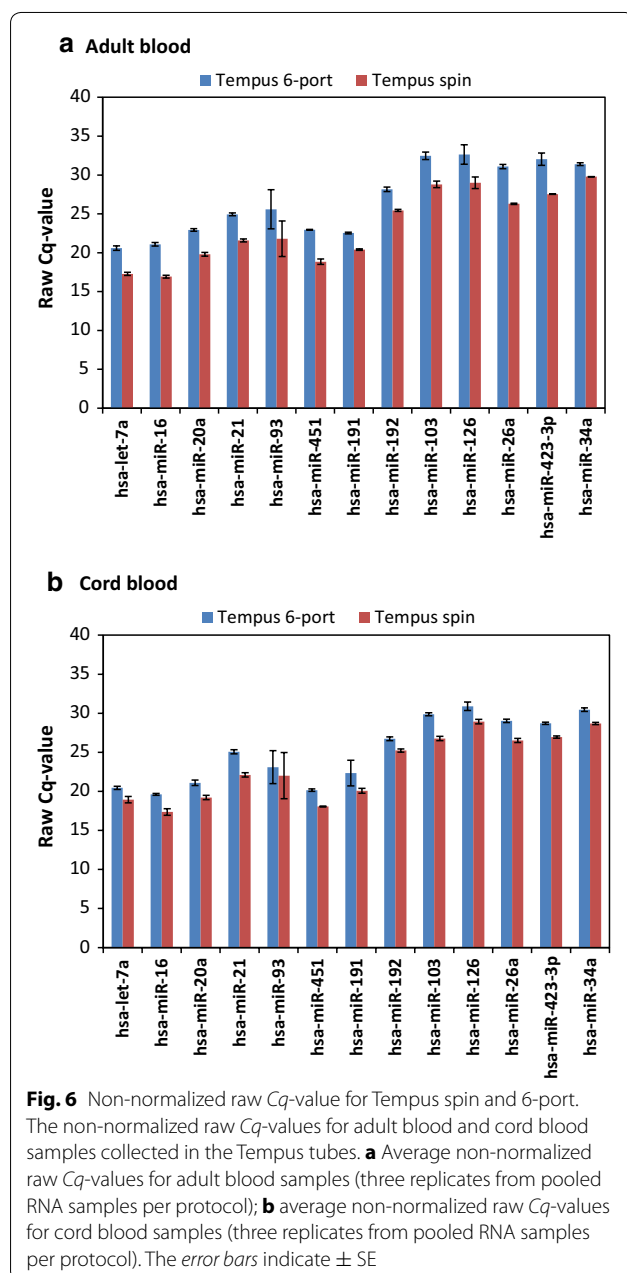 a Adult blood
Tempus 6-port Tempus spin
40
35
30
25
20
15
10
5
0
Raw Cq-value
hsa-let-7a
hsa-miR-16
hsa-miR-20a
hsa-miR-21
hsa-miR-93
hsa-miR-451
hsa-miR-191
hsa-miR-192
hsa-miR-103
hsa-miR-126
hsa-miR-26a
hsa-miR-423-3p
hsa-miR-34a
b Cord blood
Tempus 6-port Tempus spin
40
35
30
25
20
15
10
5
0
Raw Cq-value
hsa-let-7a
hsa-miR-16
hsa-miR-20a
hsa-miR-21
hsa-miR-93
hsa-miR-451
hsa-miR-191
hsa-miR-192
hsa-miR-103
hsa-miR-126
hsa-miR-26a
hsa-miR-423-3p
hsa-miR-34a
Fig. 6 Non-normalized raw Cq-value for Tempus spin and 6-port.
The non-normalized raw Cq-values for adult blood and cord blood
samples collected in the Tempus tubes. a Average non-normalized
raw Cq-values for adult blood samples (three replicates from pooled
RNA samples per protocol); b average non-normalized raw Cq-values
for cord blood samples (three replicates from pooled RNA samples
per protocol). The error bars indicate ± SE